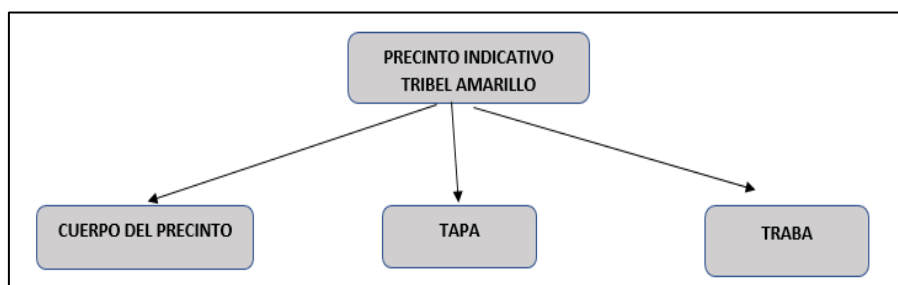 PRECINTO INDICATIVO
TRIBEL AMARILLO
CUERPO DEL PRECINTO
TAPA
TRABA